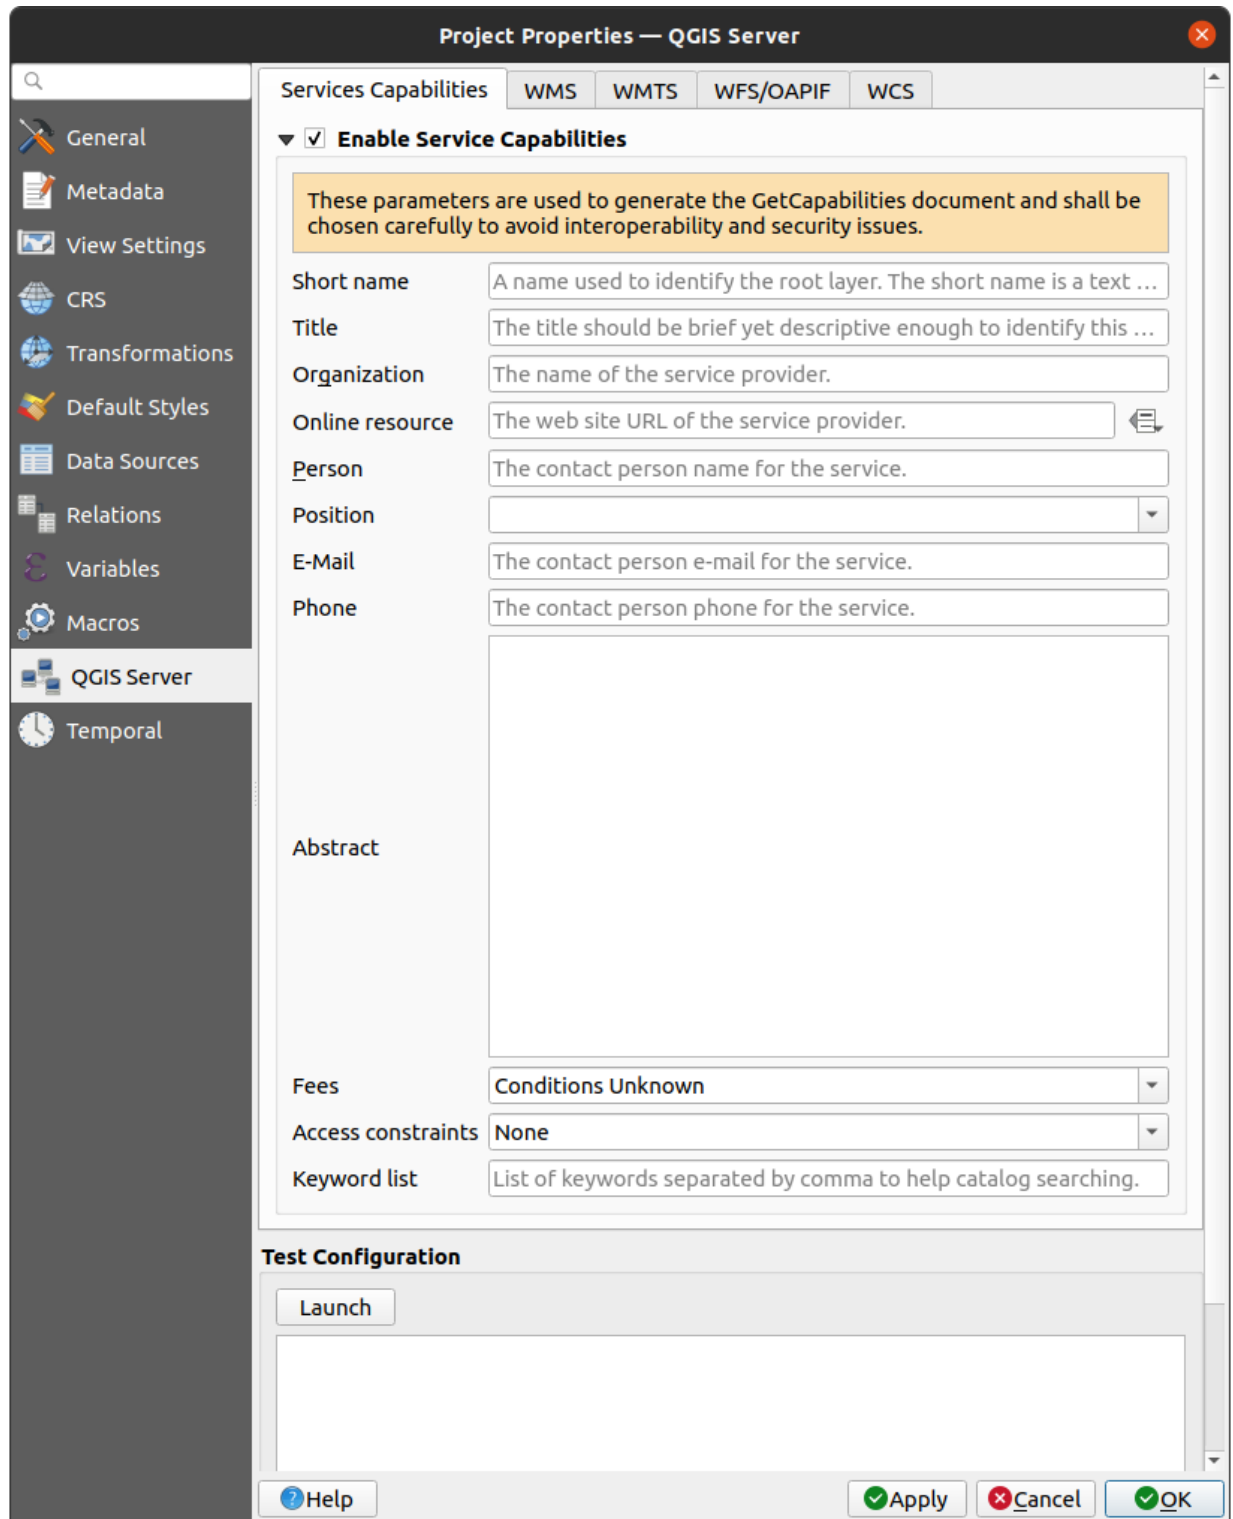 Project Properties — QGIS Server
General
Metadata
View Settings
CRS
Transformations
Default Styles
Data Sources
Relations
Variables
Macros
QGIS Server
Temporal
Services Capabilities
WMS
WMTS
WFS/OAPIF
WCS
Enable Service Capabilities
These parameters are used to generate the GetCapabilities document and shall be
chosen carefully to avoid interoperability and security issues.
Short name
A name used to identify the root layer. The short name is a text ...
Title
The title should be brief yet descriptive enough to identify this ...
Organization
The name of the service provider.
Online resource
The web site URL of the service provider.
Person
The contact person name for the service.
Position
E-Mail
The contact person e-mail for the service.
Phone
The contact person phone for the service.
Abstract
Fees
Conditions Unknown
Access constraints
None
Keyword list
List of keywords separated by comma to help catalog searching.
Test Configuration
Launch
Help
Apply
Cancel
OK